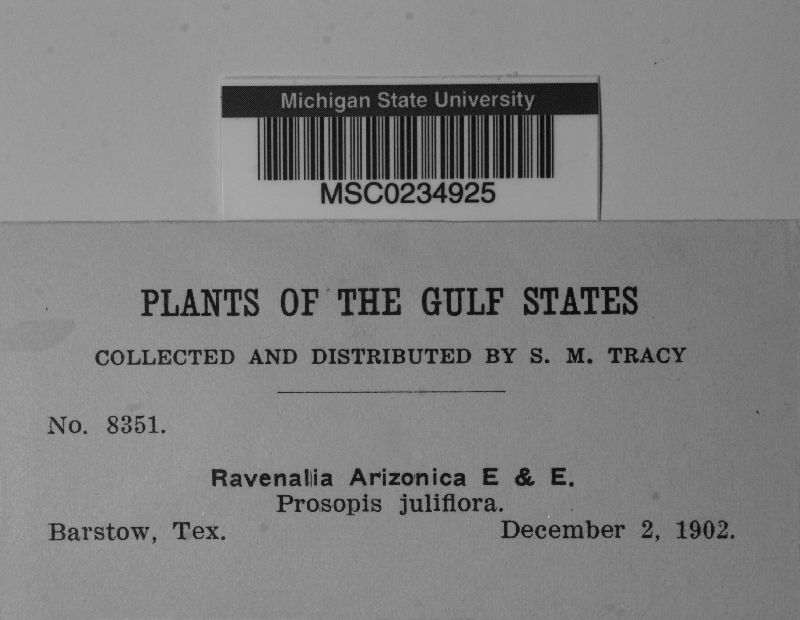 Michigan State University
MSC0234925
PLANTS OF THE GULF STATES
COLLECTED AND DISTRIBUTED BY S. M. TRACY
No. 8351.
Ravenallia Arizonica E & E.
Prosopis juliflora.
Barstow, Tex. December 2, 1902.